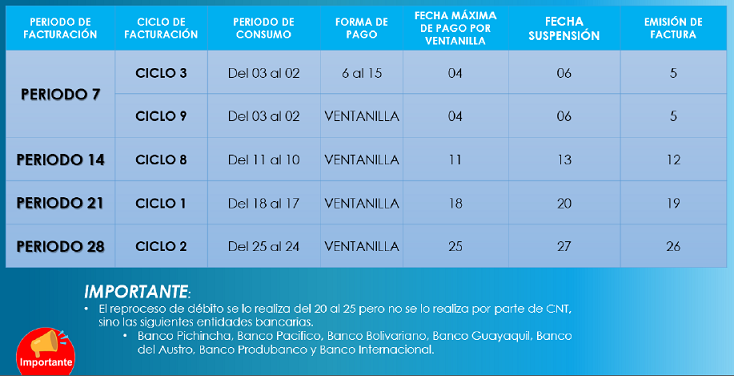 PERIODO DE FACTURACIÓN CICLO DE FACTURACIÓN PERIODO DE CONSUMO FORMA DE PAGO FECHA MÁXIMA DE PAGO POR VENTANILLA FECHA SUSPENSIÓN EMISIÓN DE FACTURA
PERIODO 7 CICLO 3 Del 03 al 02 6 al 15 04 06 5
CICLO 9 Del 03 al 02 VENTANILLA 04 06 5
PERIODO 14 CICLO 8 Del 11 al 10 VENTANILLA 11 13 12
PERIODO 21 CICLO 1 Del 18 al 17 VENTANILLA 18 20 19
PERIODO 28 CICLO 2 Del 25 al 24 VENTANILLA 25 27 26
IMPORTANTE:
• El reproceso de débito se lo realiza del 20 al 25 pero no se lo realiza por parte de CNT,
sino las siguientes entidades bancarias.
• Banco Pichincha, Banco Pacifico, Banco Bolivariano, Banco Guayaquil, Banco
del Austro, Banco Produbanco y Banco Internacional.
Importante